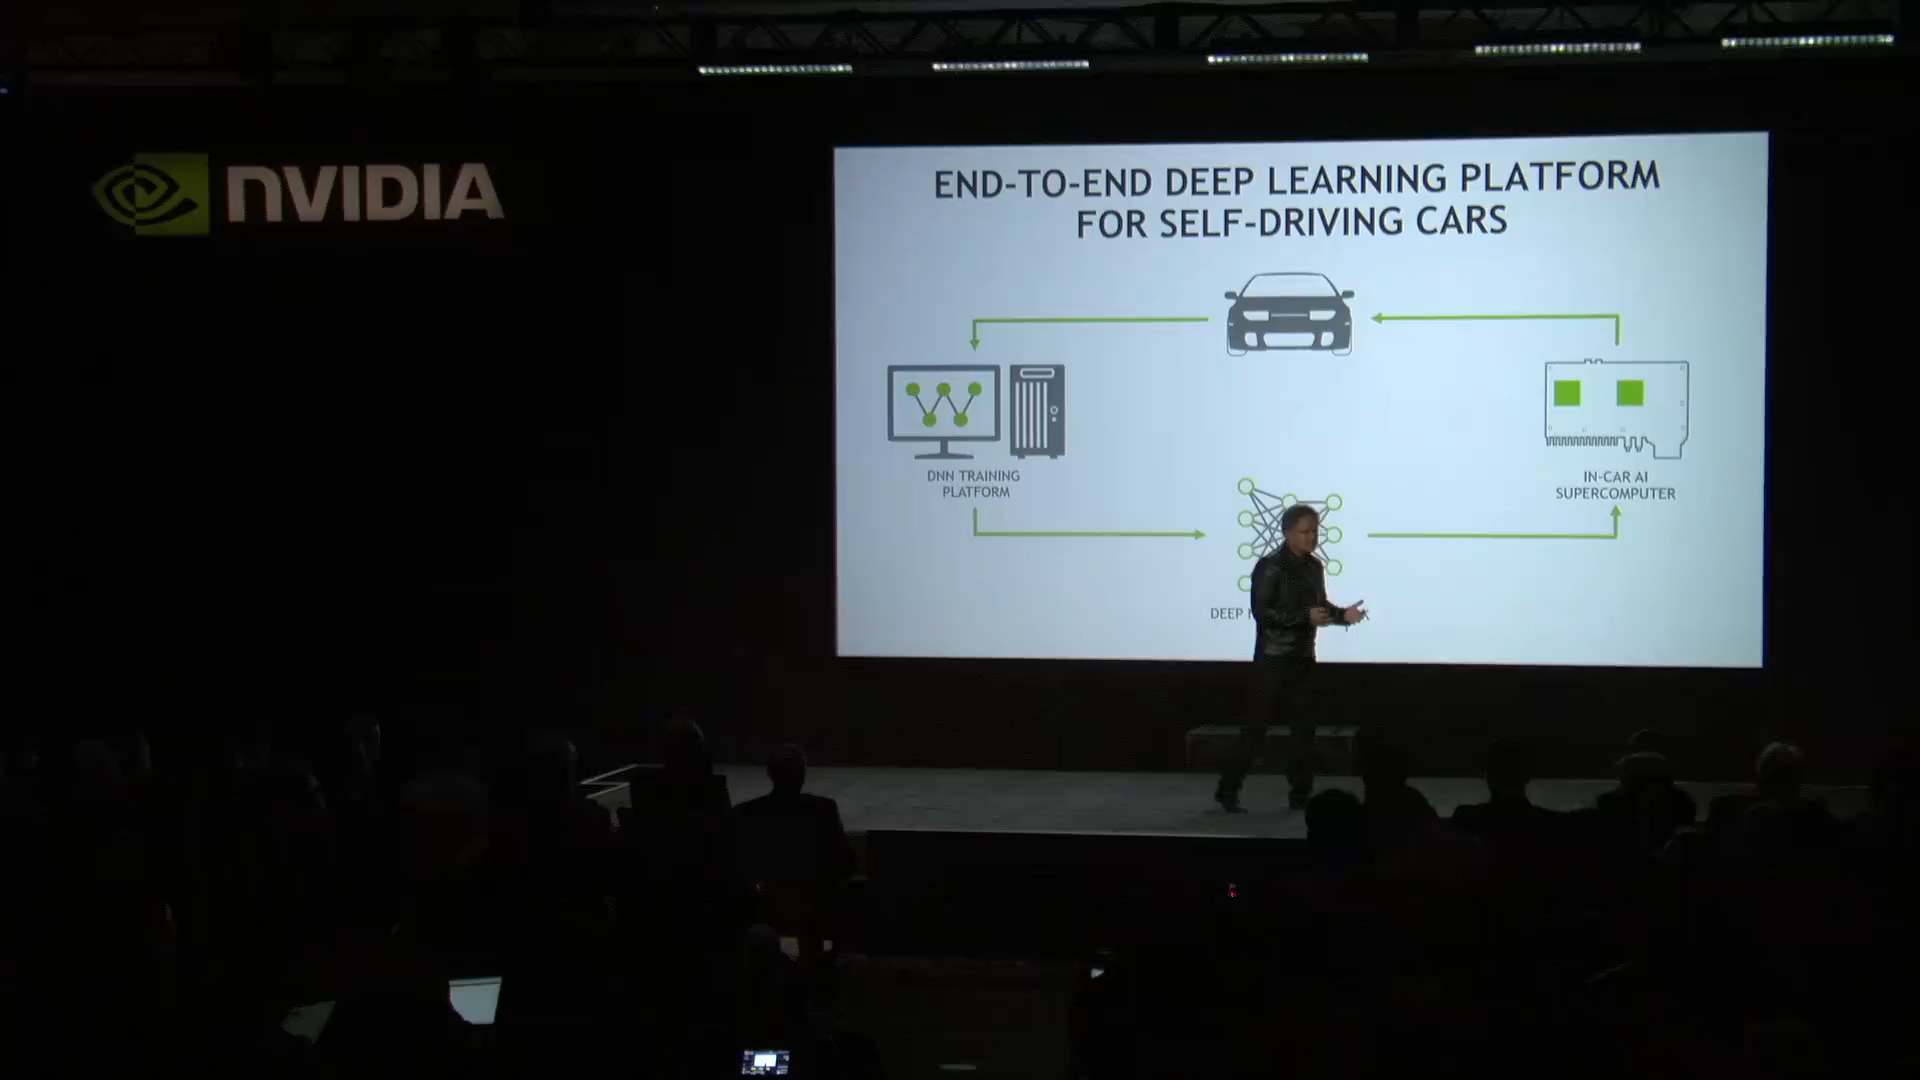 NVIDIA
END-TO-END DEEP LEARNING PLATFORM
FOR SELF-DRIVING CARS
DNN TRAINING
PLATFORM
IN-CAR AI
SUPERCOMPUTER
DEEP